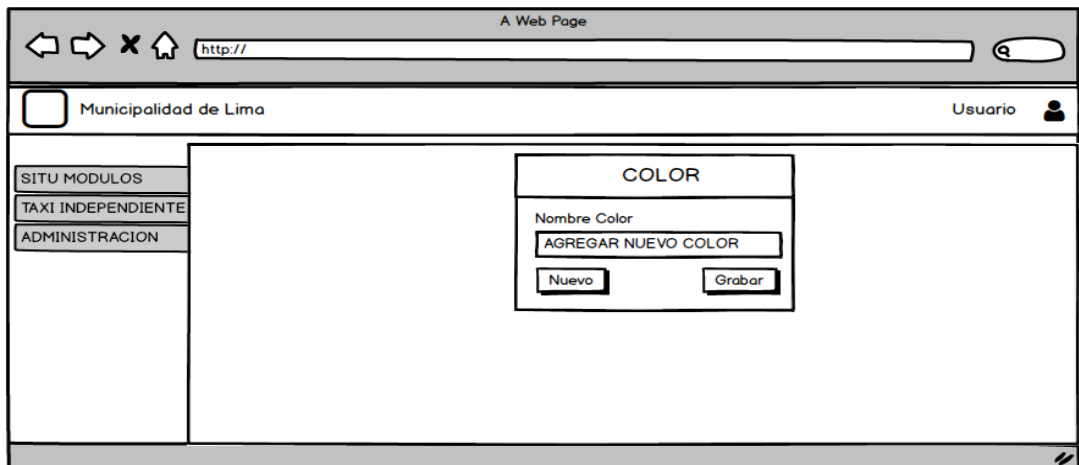 A Web Page
http://
Municipalidad de Lima
Usuario
SITU MODULOS
TAXI INDEPENDIENTE
ADMINISTRACION
COLOR
Nombre Color
AGREGAR NUEVO COLOR
Nuevo
Grabar